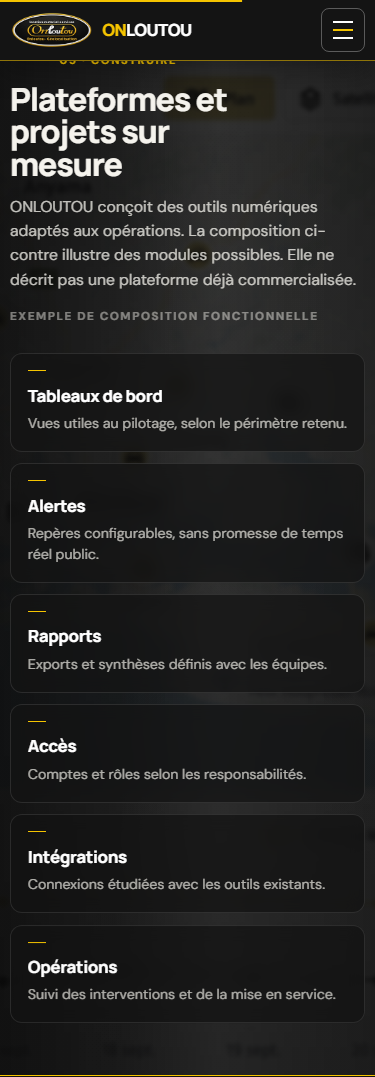 OnLoutou
ONLOUTOU
Plateformes et
projets sur
mesure
ONLOUTOU conçoit des outils numériques
adaptés aux opérations. La composition ci-
contre illustre des modules possibles. Elle ne
décrit pas une plateforme déjà commercialisée.
EXEMPLE DE COMPOSITION FONCTIONNELLE
Tableaux de bord
Vues utiles au pilotage, selon le périmètre retenu.
Alertes
Repères configurables, sans promesse de temps
réel public.
Rapports
Exports et synthèses définis avec les équipes.
Accès
Comptes et rôles selon les responsabilités.
Intégrations
Connexions étudiées avec les outils existants.
Opérations
Suivi des interventions et de la mise en service.